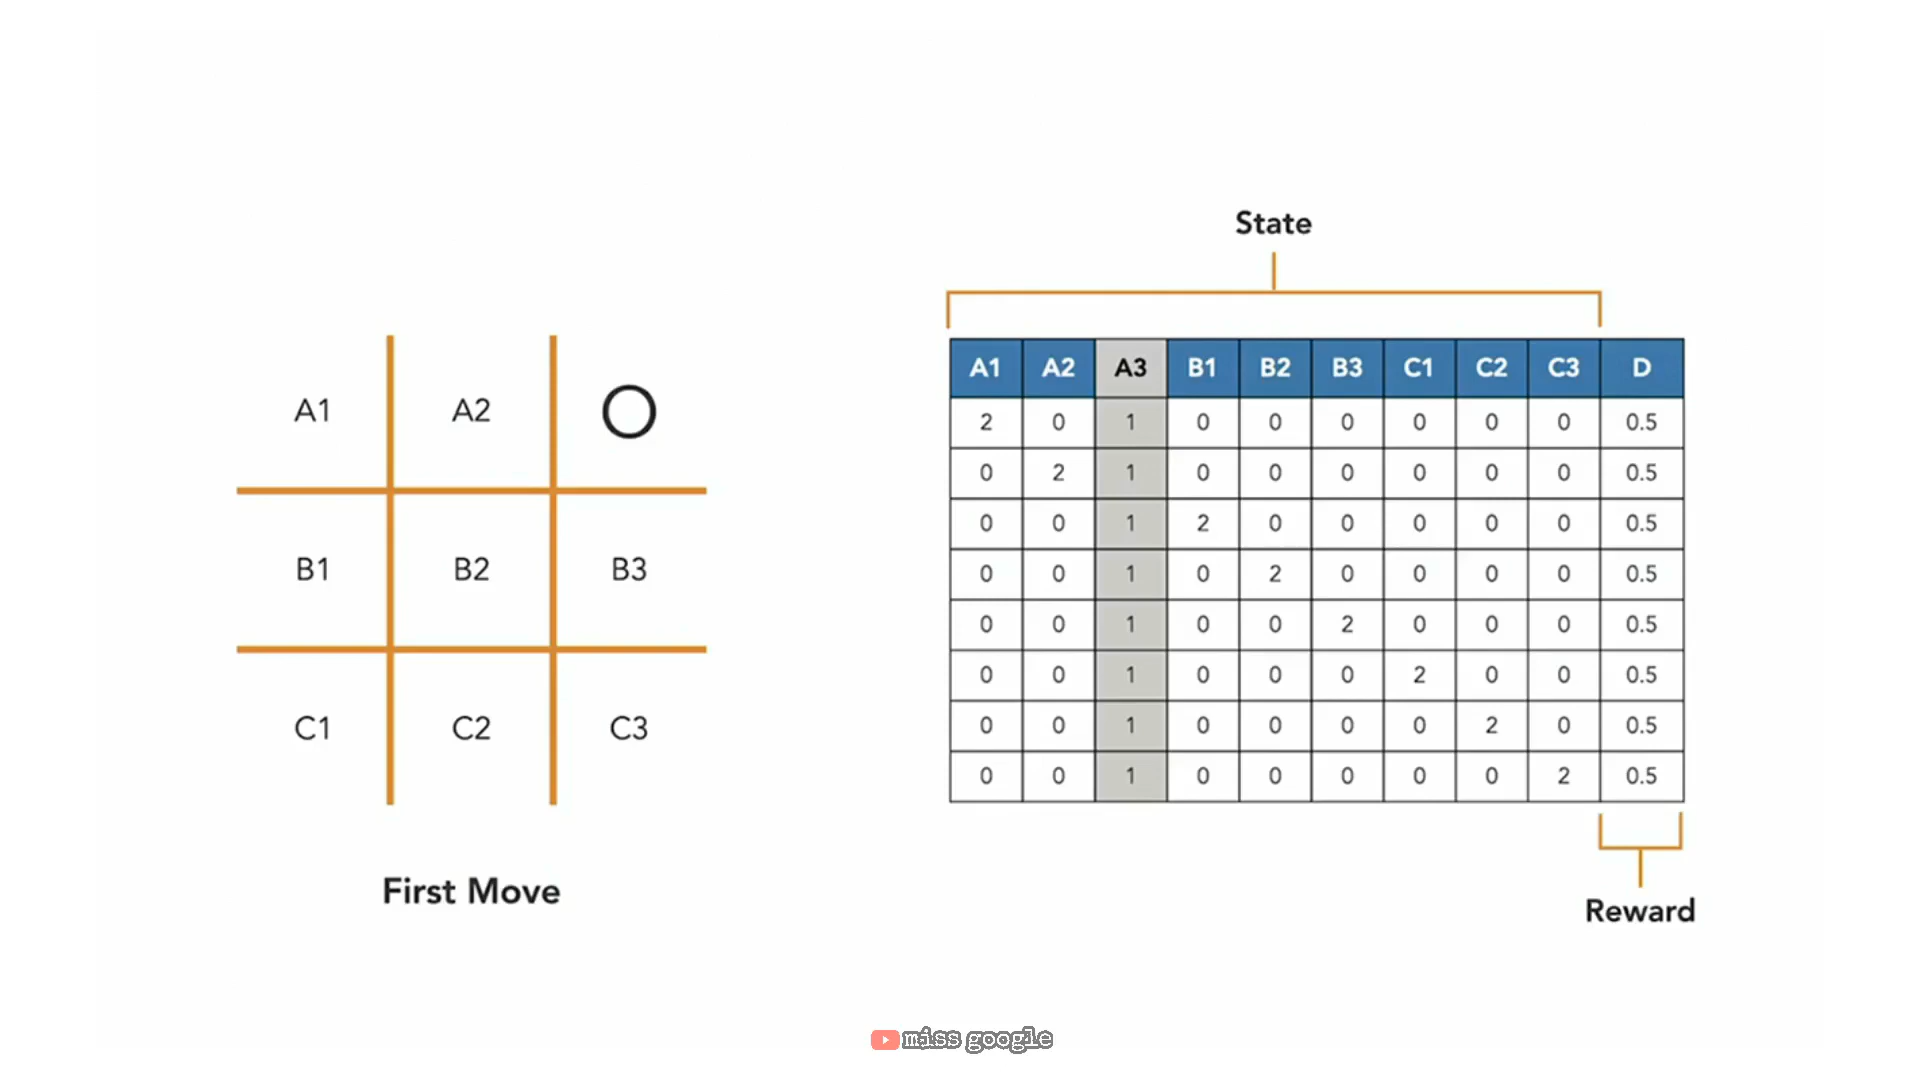 State
A1 A2 A3 B1 B2 B3 C1 C2 C3 D
2 0 1 0 0 0 0 0 0 0.5
0 2 1 0 0 0 0 0 0 0.5
0 0 1 2 0 0 0 0 0 0.5
0 0 1 0 2 0 0 0 0 0.5
0 0 1 0 0 2 0 0 0 0.5
0 0 1 0 0 0 2 0 0 0.5
0 0 1 0 0 0 0 2 0 0.5
0 0 1 0 0 0 0 0 2 0.5
Reward
A1 A2 O
B1 B2 B3
C1 C2 C3
First Move
miss google